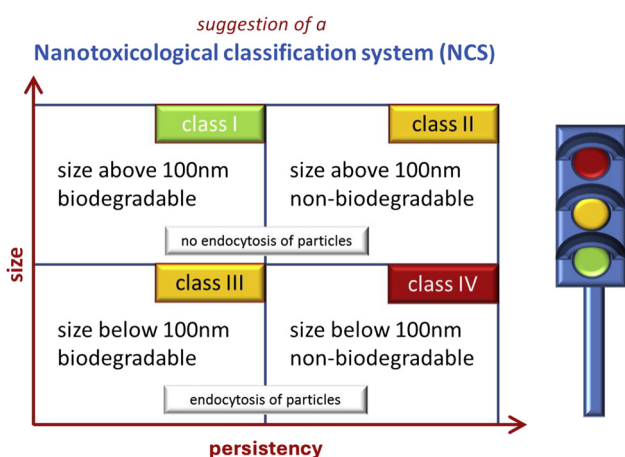 suggestion of a
Nanotoxicological classification system (NCS)
class I
class II
size above 100nm
biodegradable
size above 100nm
non-biodegradable
no endocytosis of particles
class III
class IV
size below 100nm
biodegradable
size below 100nm
non-biodegradable
endocytosis of particles
size
persistency